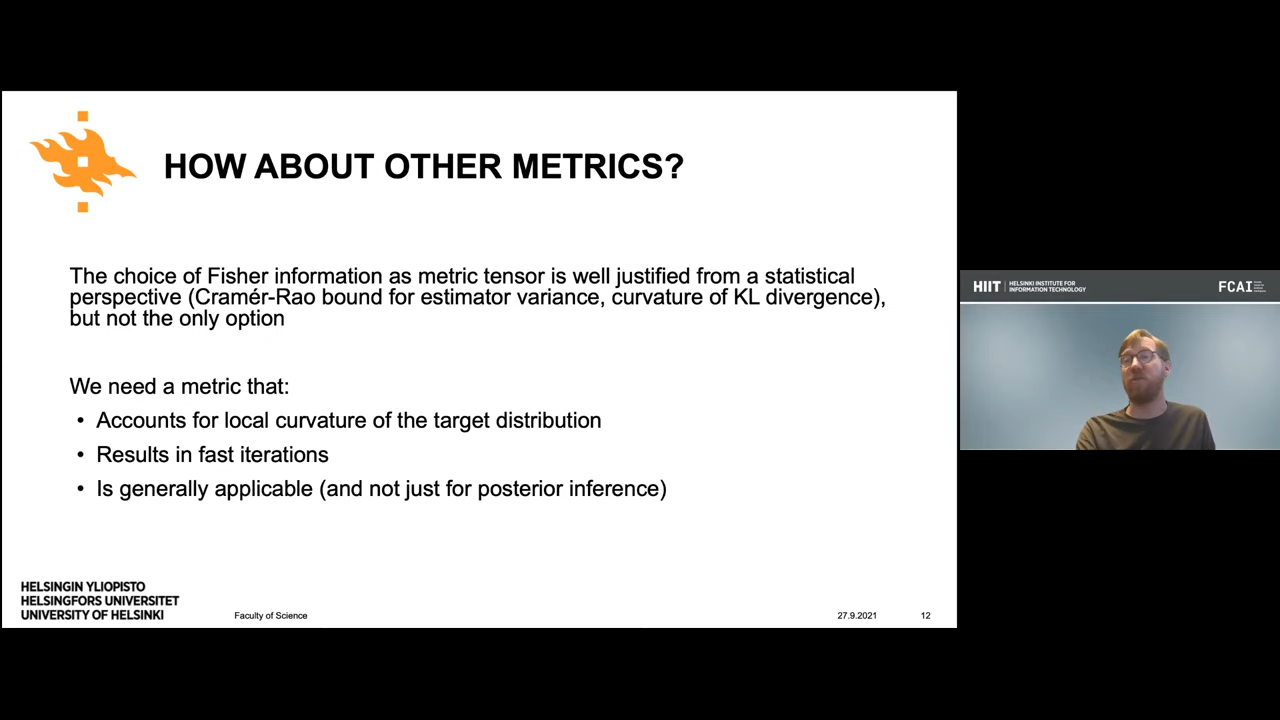 HOW ABOUT OTHER METRICS?
The choice of Fisher information as metric tensor is well justified from a statistical
perspective (Cramér-Rao bound for estimator variance, curvature of KL divergence),
but not the only option
We need a metric that:
• Accounts for local curvature of the target distribution
• Results in fast iterations
• Is generally applicable (and not just for posterior inference)
HELSINGIN YLIOPISTO
HELSINGFORS UNIVERSITET
UNIVERSITY OF HELSINKI
Faculty of Science
27.9.2021
12
HIIT
HELSINKI INSTITUTE FOR
INFORMATION TECHNOLOGY
FCAI